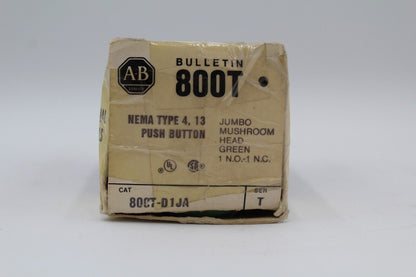 AB
BULLETIN
800T
NEMA TYPE 4, 13
PUSH BUTTON
JUMBO
MUSHROOM
HEAD
GREEN
1 N.O.-1 N.C.
UL
CAT
SER
800T-D1JA
T